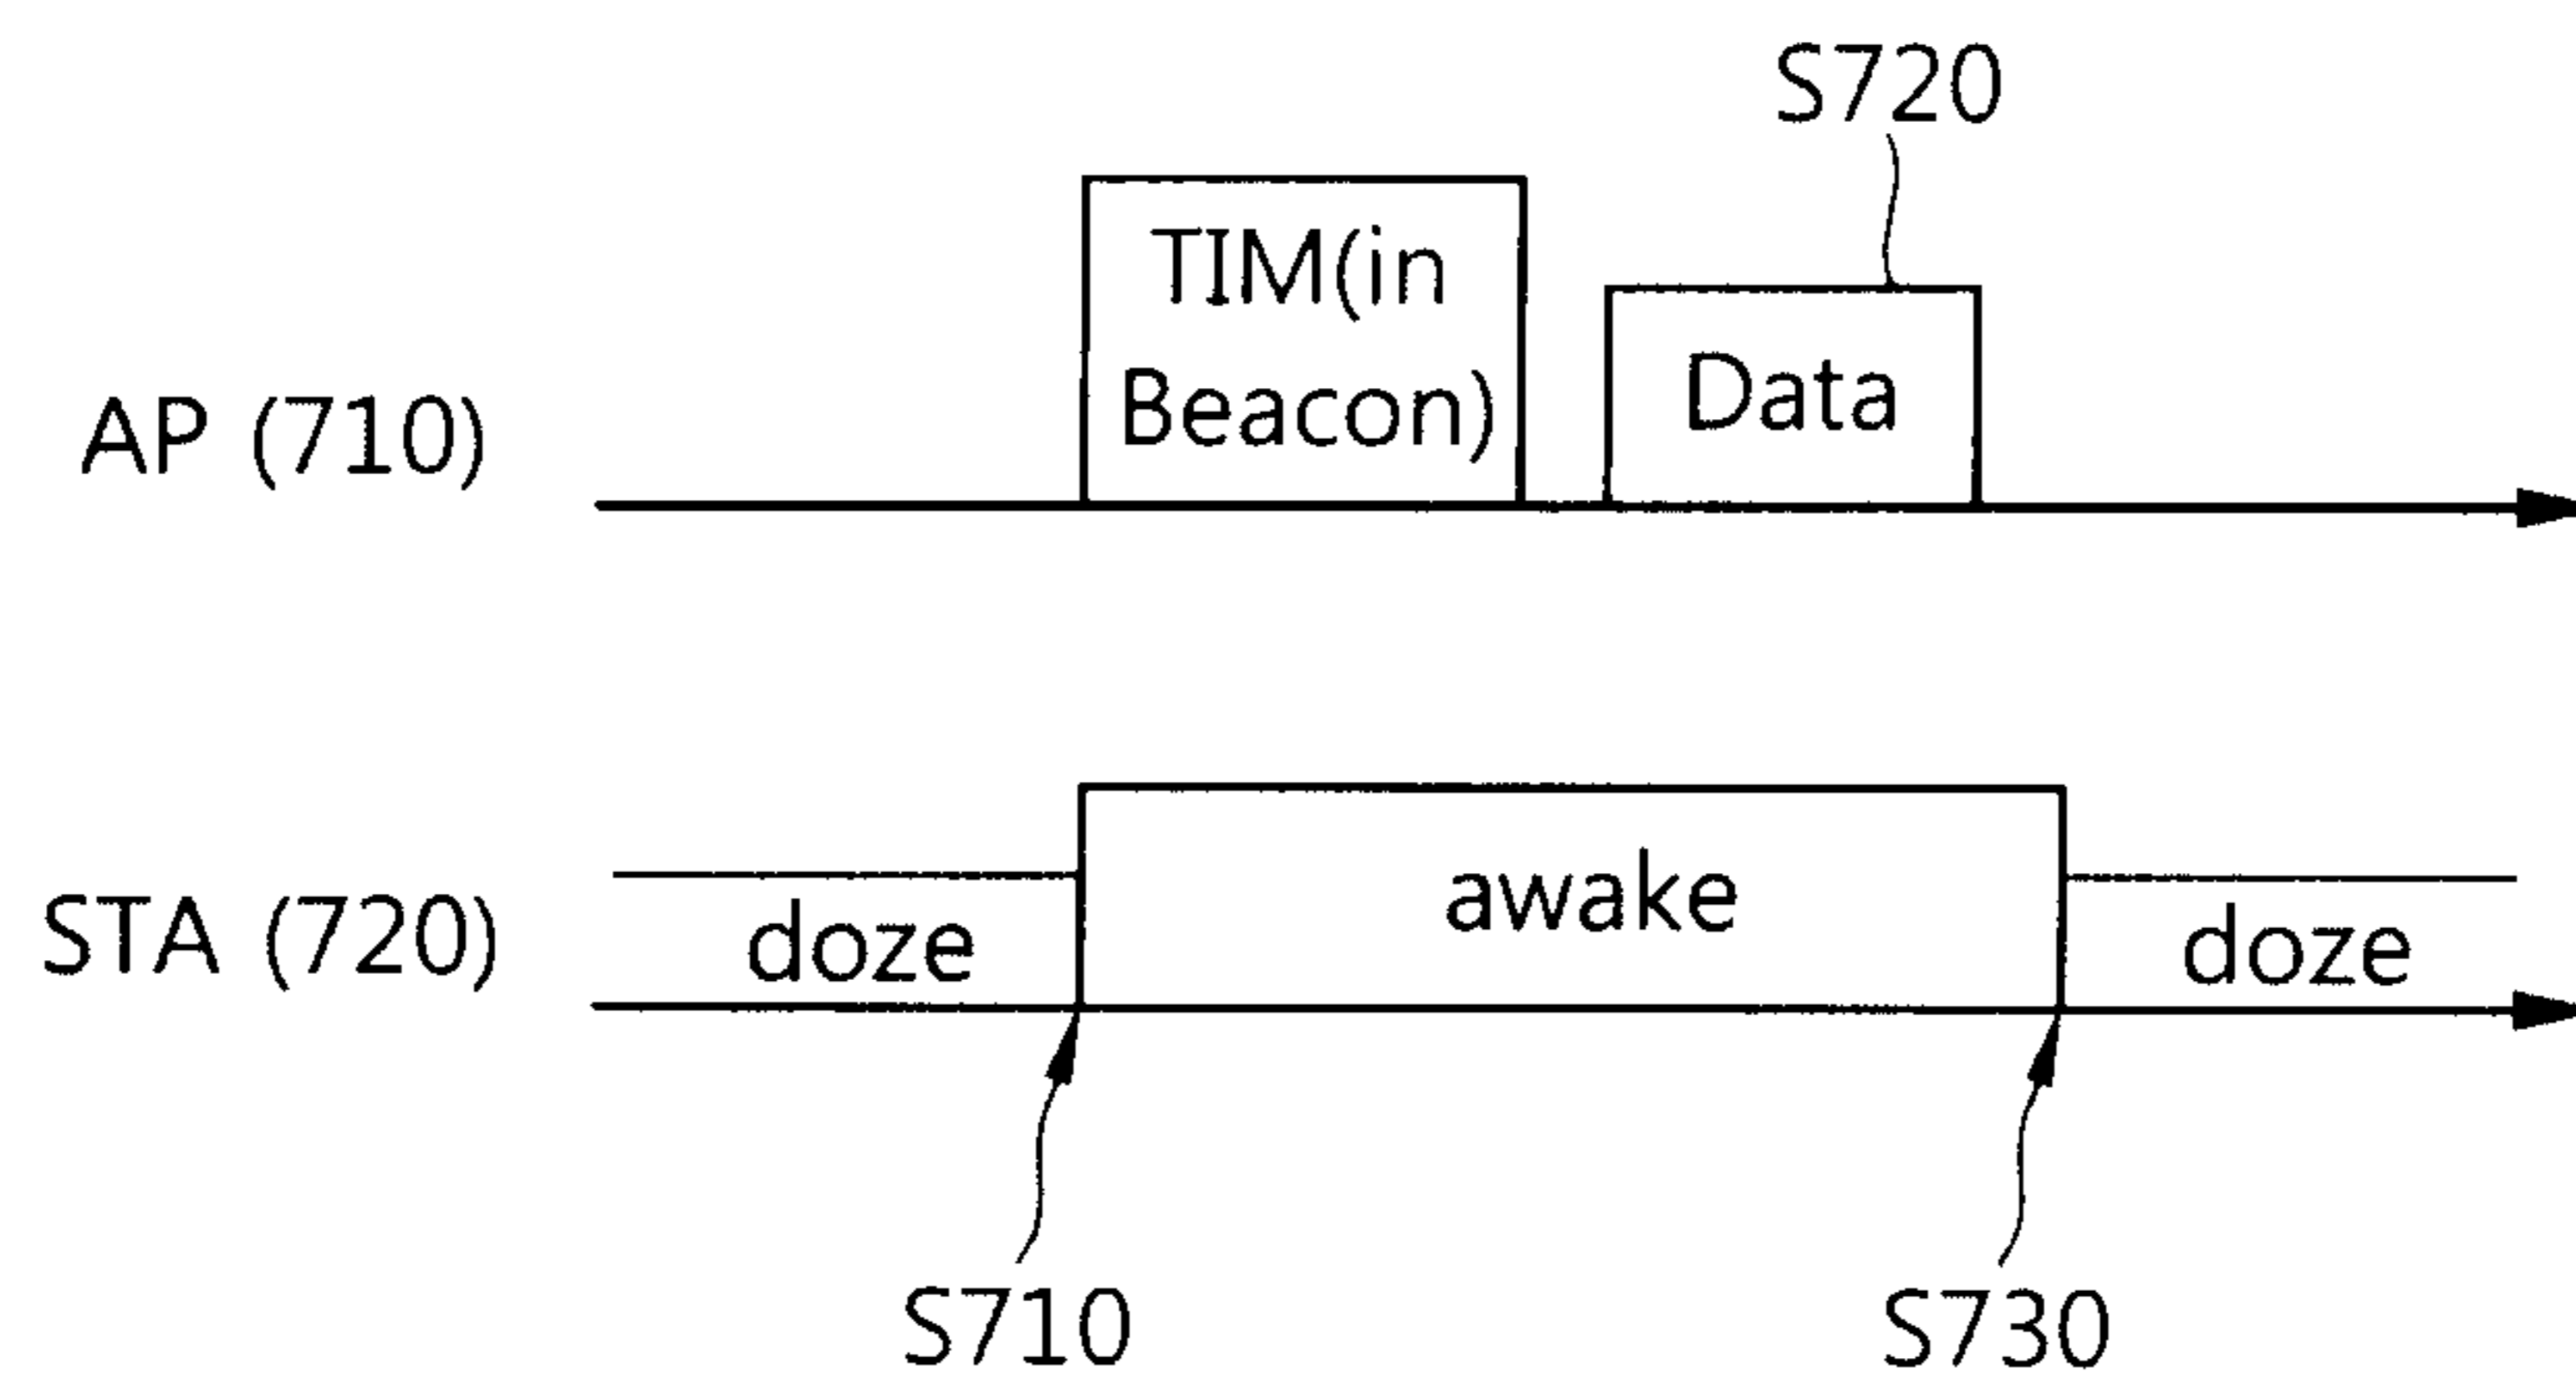 S720
TIM(in
Beacon)
Data
AP (710)
awake
STA (720)
doze
doze
S710
S730